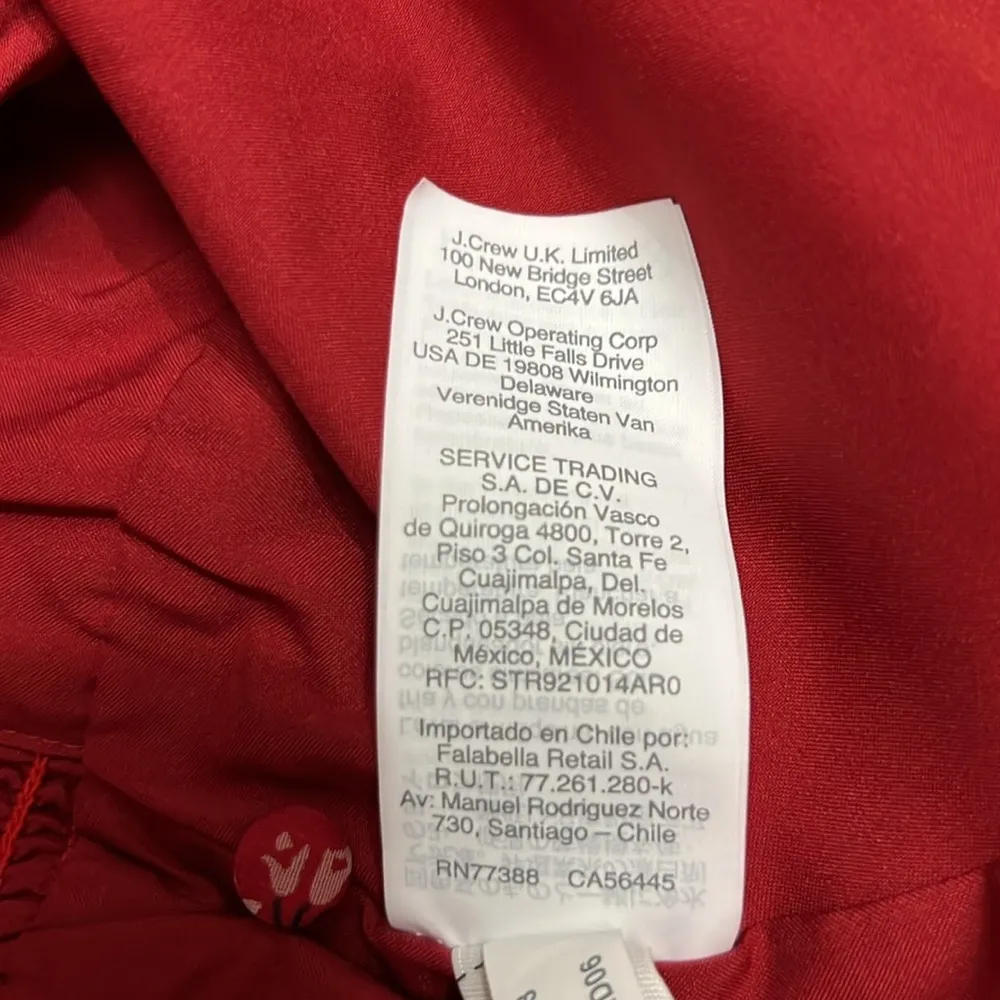 J.Crew U.K. Limited
100 New Bridge Street
London, EC4V 6JA
J.Crew Operating Corp
251 Little Falls Drive
USA DE 19808 Wilmington
Delaware
Verenidge Staten Van
Amerika
SERVICE TRADING
S.A. DE C.V.
Prolongación Vasco
de Quiroga 4800, Torre 2,
Piso 3 Col. Santa Fe
Cuajimalpa, Del.
Cuajimalpa de Morelos
C.P. 05348, Ciudad de
México, MÉXICO
RFC: STR921014AR0
Importado en Chile por:
Falabella Retail S.A.
R.U.T.: 77.261.280-k
Av: Manuel Rodriguez Norte
730, Santiago – Chile
RN77388 CA56445